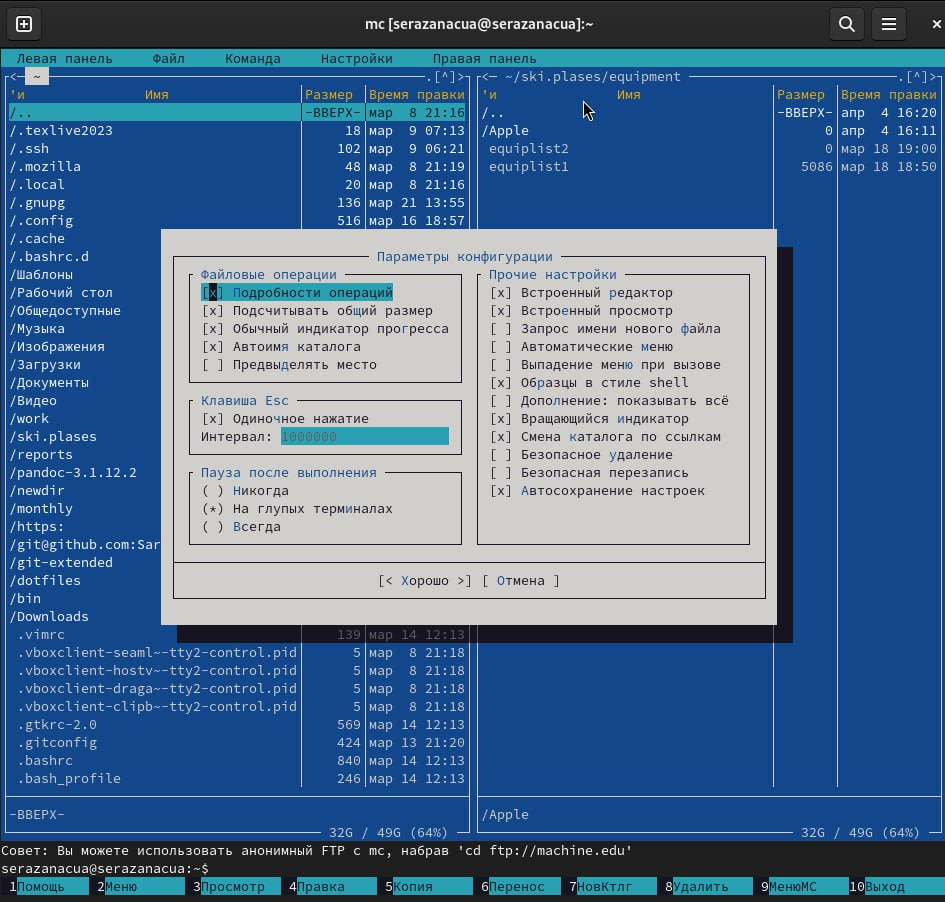 mc [serazanacua@serazanacua]:~
Левая панель Файл Команда Настройки Правая панель
<─ ~ .[^]> <─ ~/ski.plases/equipment .[^]>
'и Имя Размер Время правки 'и Имя Размер Время правки
/.. -ВВЕРХ- мар 8 21:16 /.. -ВВЕРХ- апр 4 16:20
/.texlive2023 18 мар 9 07:13 /Apple 0 апр 4 16:11
/.ssh 102 мар 9 06:21 equiplist2 0 мар 18 19:00
/.mozilla 48 мар 8 21:19 equiplist1 5086 мар 18 18:50
/.local 20 мар 8 21:16
/.gnupg 136 мар 21 13:55
/.config 516 мар 16 18:57
/.cache
/.bashrc.d
/Шаблоны
/Рабочий стол
/Общедоступные
/Музыка
/Изображения
/Загрузки
/Документы
/Видео
/work
/ski.plases
/reports
/pandoc-3.1.12.2
/newdir
/monthly
/https:
/git@github.com:Sar
/git-extended
/dotfiles
/bin
/Downloads
.vimrc 139 мар 14 12:13
.vboxclient-seaml~-tty2-control.pid 5 мар 8 21:18
.vboxclient-hostv~-tty2-control.pid 5 мар 8 21:18
.vboxclient-draga~-tty2-control.pid 5 мар 8 21:18
.vboxclient-clipb~-tty2-control.pid 5 мар 8 21:18
.gtkrc-2.0 569 мар 14 12:13
.gitconfig 424 мар 13 21:20
.bashrc 840 мар 14 12:13
.bash_profile 246 мар 14 12:13
Параметры конфигурации
Файловые операции
[x] Подробности операций
[x] Подсчитывать общий размер
[x] Обычный индикатор прогресса
[x] Автоимя каталога
[ ] Предвыделять место
Клавиша Esc
[x] Одиночное нажатие
Интервал: 1000000
Пауза после выполнения
( ) Никогда
(*) На глупых терминалах
( ) Всегда
Прочие настройки
[x] Встроенный редактор
[x] Встроенный просмотр
[ ] Запрос имени нового файла
[ ] Автоматические меню
[ ] Выпадение меню при вызове
[x] Образцы в стиле shell
[ ] Дополнение: показывать всё
[x] Вращающийся индикатор
[x] Смена каталога по ссылкам
[ ] Безопасное удаление
[ ] Безопасная перезапись
[x] Автосохранение настроек
[< Хорошо >] [ Отмена ]
-ВВЕРХ- /Apple
32G / 49G (64%) 32G / 49G (64%)
Совет: Вы можете использовать анонимный FTP с mc, набрав 'cd ftp://machine.edu'
serazanacua@serazanacua:~$
1Помощь 2Меню 3Просмотр 4Правка 5Копия 6Перенос 7НовКтлг 8Удалить 9МенюМС 10Выход